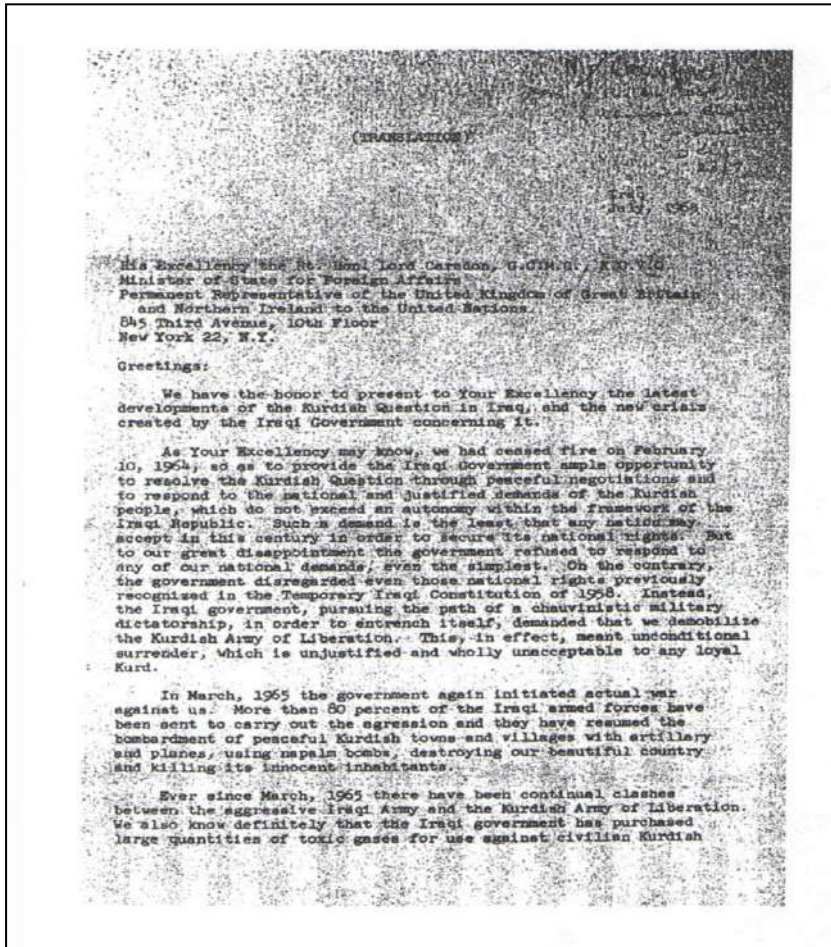 (TRANSLATION)
July, 196
His Excellency the Rt. Hon. Lord Caradon, G.C.M.G., K.C.V.O.
Minister of State for Foreign Affairs
Permanent Representative of the United Kingdom of Great Britain
and Northern Ireland to the United Nations.
845 Third Avenue, 10th Floor
New York 22, N.Y.
Greetings:
We have the honor to present to Your Excellency the latest
developments of the Kurdish Question in Iraq, and the new crisis
created by the Iraqi Government concerning it.
As Your Excellency may know, we had ceased fire on February
10, 1964, so as to provide the Iraqi Government ample opportunity
to resolve the Kurdish Question through peaceful negotiations and
to respond to the national and justified demands of the Kurdish
people, which do not exceed an autonomy within the framework of the
Iraqi Republic. Such a demand is the least that any nation may
accept in this century in order to secure its national rights. But
to our great disappointment the government refused to respond to
any of our national demands, even the simplest. On the contrary,
the government disregarded even those national rights previously
recognized in the Temporary Iraqi Constitution of 1958. Instead,
the Iraqi government, pursuing the path of a chauvinistic military
dictatorship, in order to entrench itself, demanded that we demobilize
the Kurdish Army of Liberation. This, in effect, meant unconditional
surrender, which is unjustified and wholly unacceptable to any loyal
Kurd.
In March, 1965 the government again initiated actual war
against us. More than 80 percent of the Iraqi armed forces have
been sent to carry out the agression and they have resumed the
bombardment of peaceful Kurdish towns and villages with artillery
and planes, using napalm bombs, destroying our beautiful country
and killing its innocent inhabitants.
Ever since March, 1965 there have been continual clashes
between the aggressive Iraqi Army and the Kurdish Army of Liberation.
We also know definitely that the Iraqi government has purchased
large quantities of toxic gases for use against civilian Kurdish